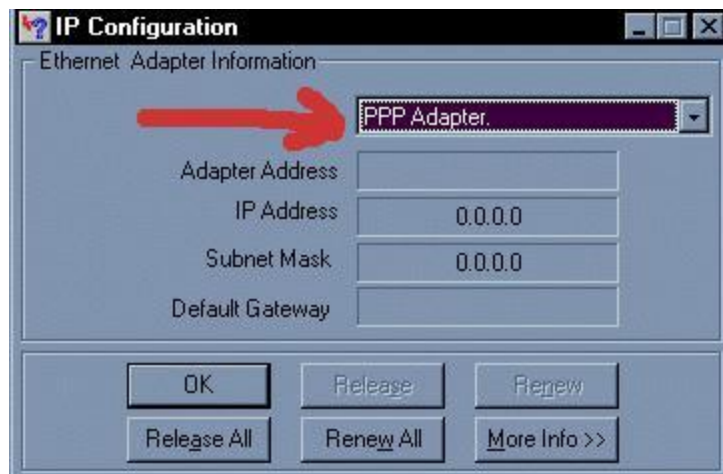 IP Configuration
Ethernet Adapter Information
PPP Adapter.
Adapter Address
IP Address 0.0.0.0
Subnet Mask 0.0.0.0
Default Gateway
OK Release Renew
Release All Renew All More Info >>